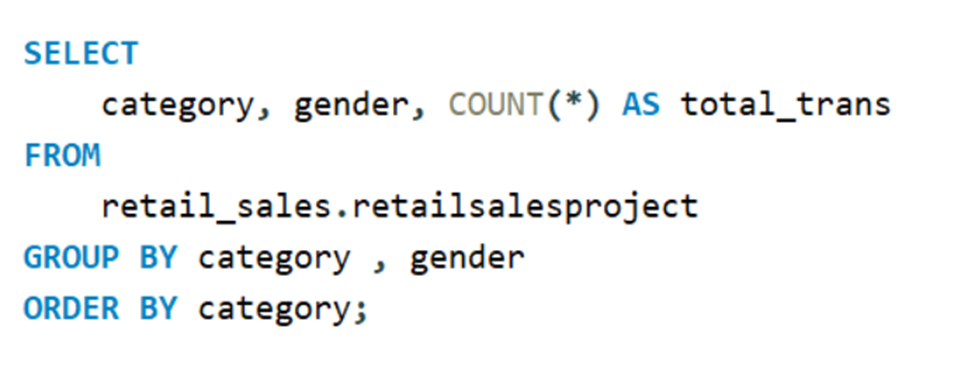 SELECT
    category, gender, COUNT(*) AS total_trans
FROM
    retail_sales.retailsalesproject
GROUP BY category , gender
ORDER BY category;